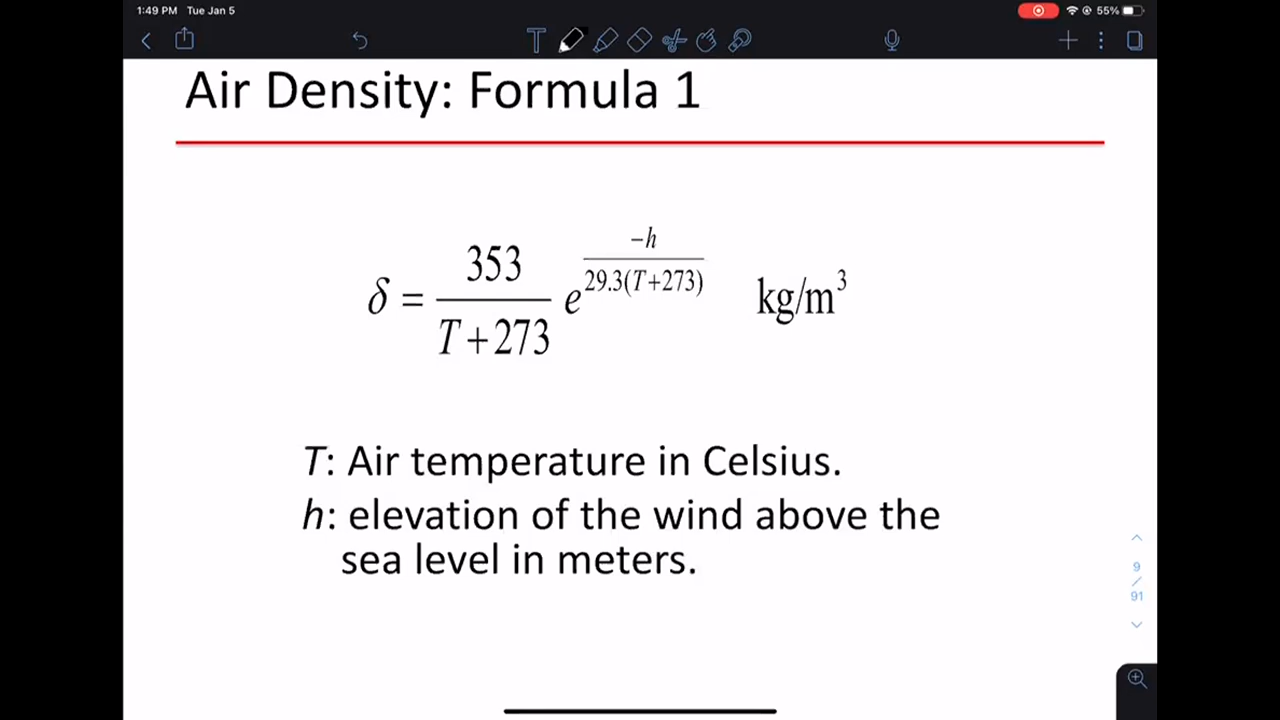 1:49 PM Tue Jan 5 55%
T
Air Density: Formula 1
δ = 353 / (T+273) e^(−h / 29.3(T+273)) kg/m³
T: Air temperature in Celsius.
h: elevation of the wind above the
sea level in meters.
9
/
91